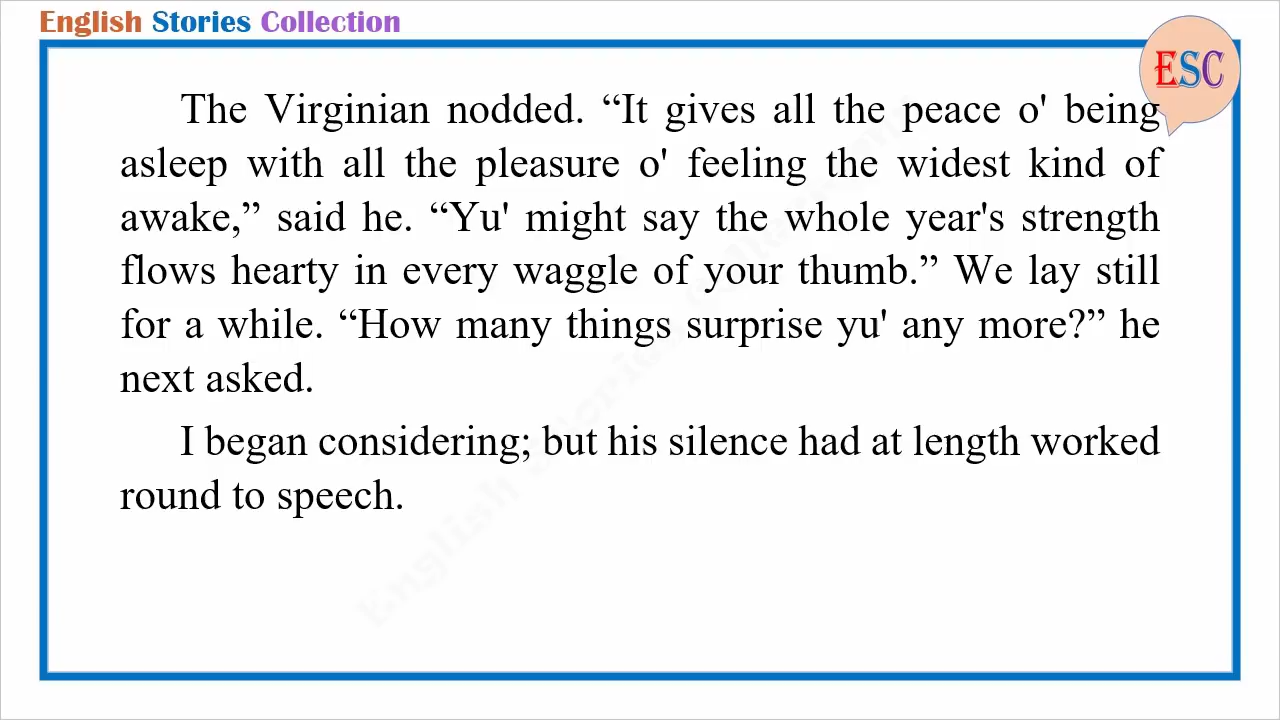 English Stories Collection
ESC
The Virginian nodded. “It gives all the peace o' being
asleep with all the pleasure o' feeling the widest kind of
awake,” said he. “Yu' might say the whole year's strength
flows hearty in every waggle of your thumb.” We lay still
for a while. “How many things surprise yu' any more?” he
next asked.
I began considering; but his silence had at length worked
round to speech.
English Stories Collection